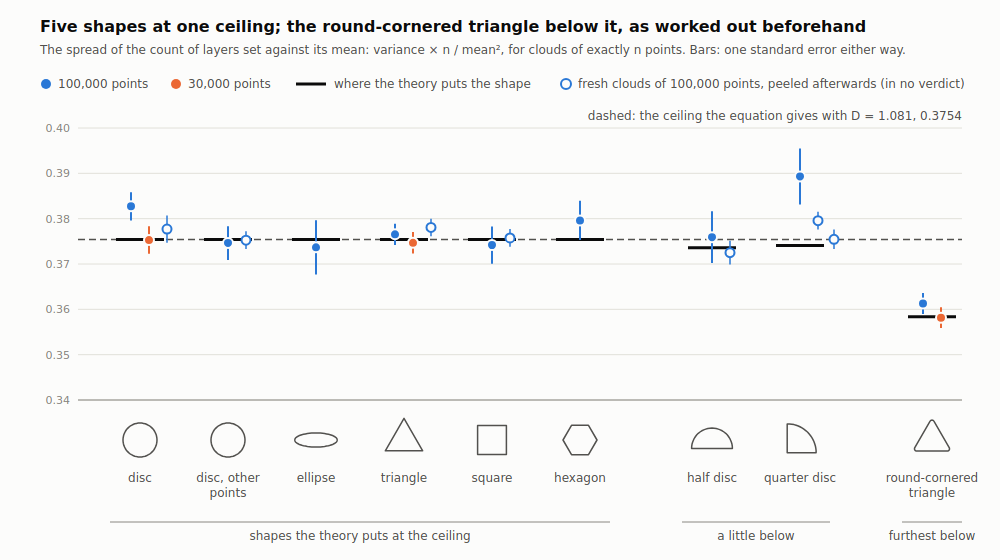 Five shapes at one ceiling; the round-cornered triangle below it, as worked out beforehand
The spread of the count of layers set against its mean: variance × n / mean², for clouds of exactly n points. Bars: one standard error either way.
100,000 points
30,000 points
where the theory puts the shape
fresh clouds of 100,000 points, peeled afterwards (in no verdict)
dashed: the ceiling the equation gives with D = 1.081, 0.3754
0.40
0.39
0.38
0.37
0.36
0.35
0.34
disc
disc, other
points
ellipse
triangle
square
hexagon
half disc
quarter disc
round-cornered
triangle
shapes the theory puts at the ceiling
a little below
furthest below